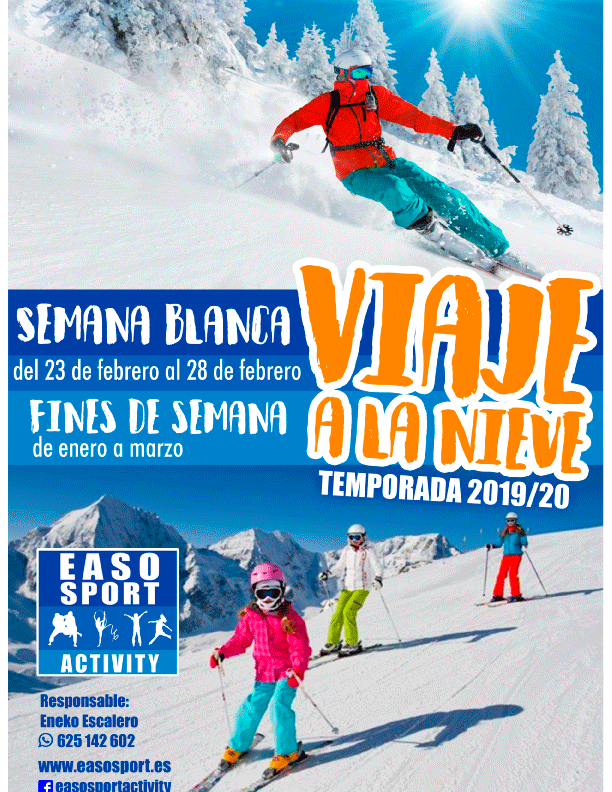 SEMANA BLANCA
del 23 de febrero al 28 de febrero
FINES DE SEMANA
de enero a marzo
VIAJE
A LA NIEVE
TEMPORADA 2019/20
EASO
SPORT
ACTIVITY
Responsable:
Eneko Escalero
625 142 602
www.easosport.es
easosportactivity